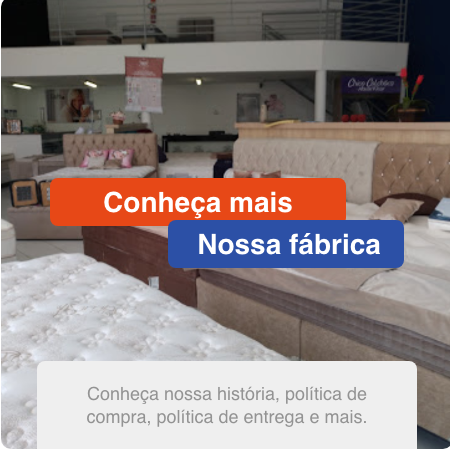 Conheça mais
Nossa fábrica
Conheça nossa história, política de
compra, política de entrega e mais.